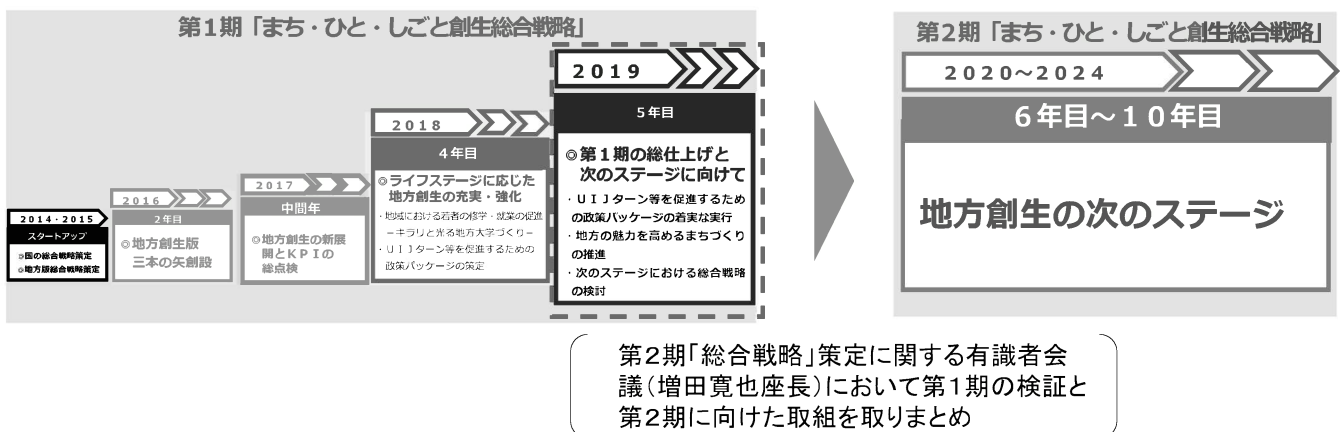 第1期「まち・ひと・しごと創生総合戦略」
2014・2015
スタートアップ
◎国の総合戦略策定
◎地方版総合戦略策定
2016
2年目
◎地方創生版
三本の矢創設
2017
中間年
◎地方創生の新展
開とＫＰＩの
総点検
2018
４年目
◎ライフステージに応じた
地方創生の充実・強化
・地域における若者の修学・就業の促進
－キラリと光る地方大学づくり－
・ＵＩＪターン等を促進するための
政策パッケージの策定
2019
５年目
◎第１期の総仕上げと
次のステージに向けて
・ＵＩＪターン等を促進するため
の政策パッケージの着実な実行
・地方の魅力を高めるまちづくり
の推進
・次のステージにおける総合戦略
の検討
第2期「まち・ひと・しごと創生総合戦略」
2020～2024
６年目～１０年目
地方創生の次のステージ
第２期「総合戦略」策定に関する有識者会
議（増田寛也座長）において第１期の検証と
第２期に向けた取組を取りまとめ